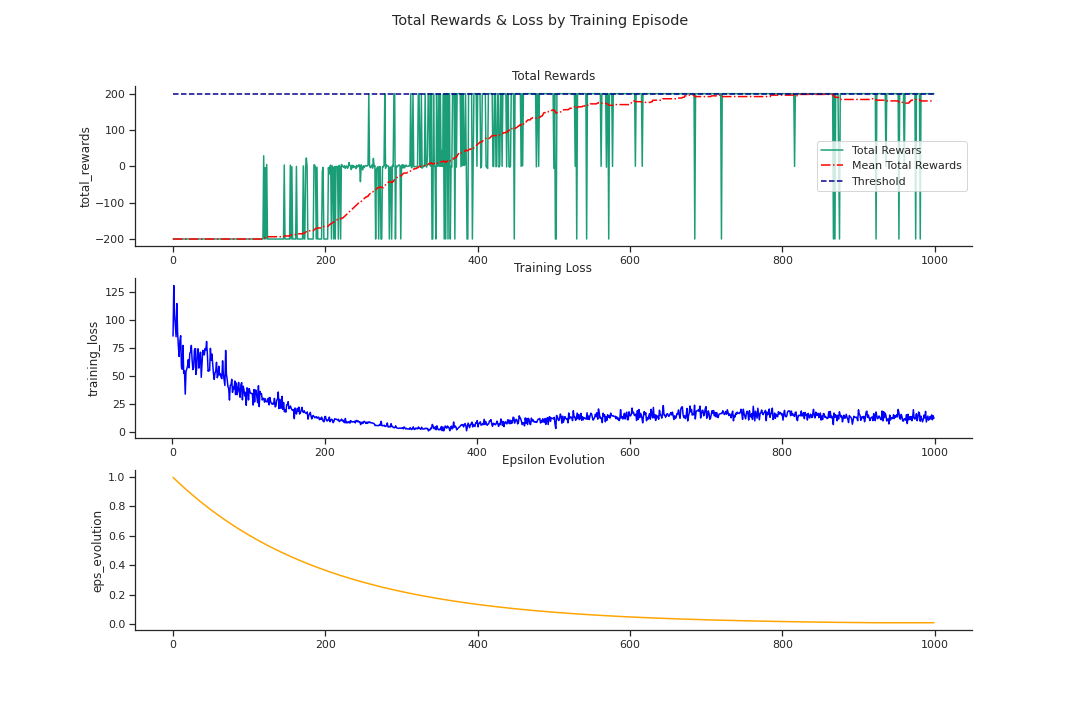 Total Rewards & Loss by Training Episode
Total Rewards
total_rewards
200
100
0
−100
−200
Total Rewars
Mean Total Rewards
Threshold
0 200 400 600 800 1000
Training Loss
training_loss
125
100
75
50
25
0
0 200 400 600 800 1000
Epsilon Evolution
eps_evolution
1.0
0.8
0.6
0.4
0.2
0.0
0 200 400 600 800 1000